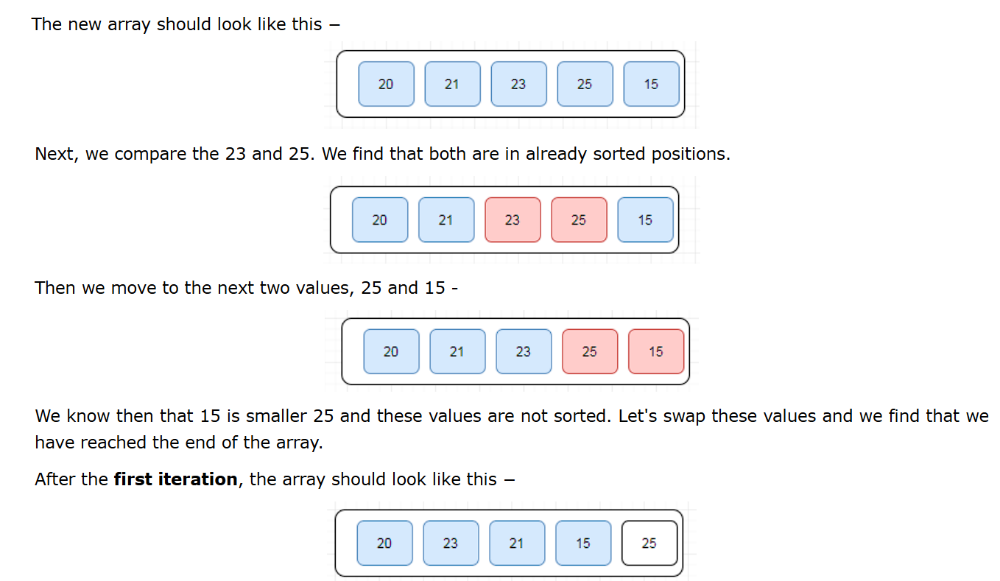 The new array should look like this –
20 21 23 25 15
Next, we compare the 23 and 25. We find that both are in already sorted positions.
20 21 23 25 15
Then we move to the next two values, 25 and 15 -
20 21 23 25 15
We know then that 15 is smaller 25 and these values are not sorted. Let's swap these values and we find that we
have reached the end of the array.
After the first iteration, the array should look like this –
20 23 21 15 25